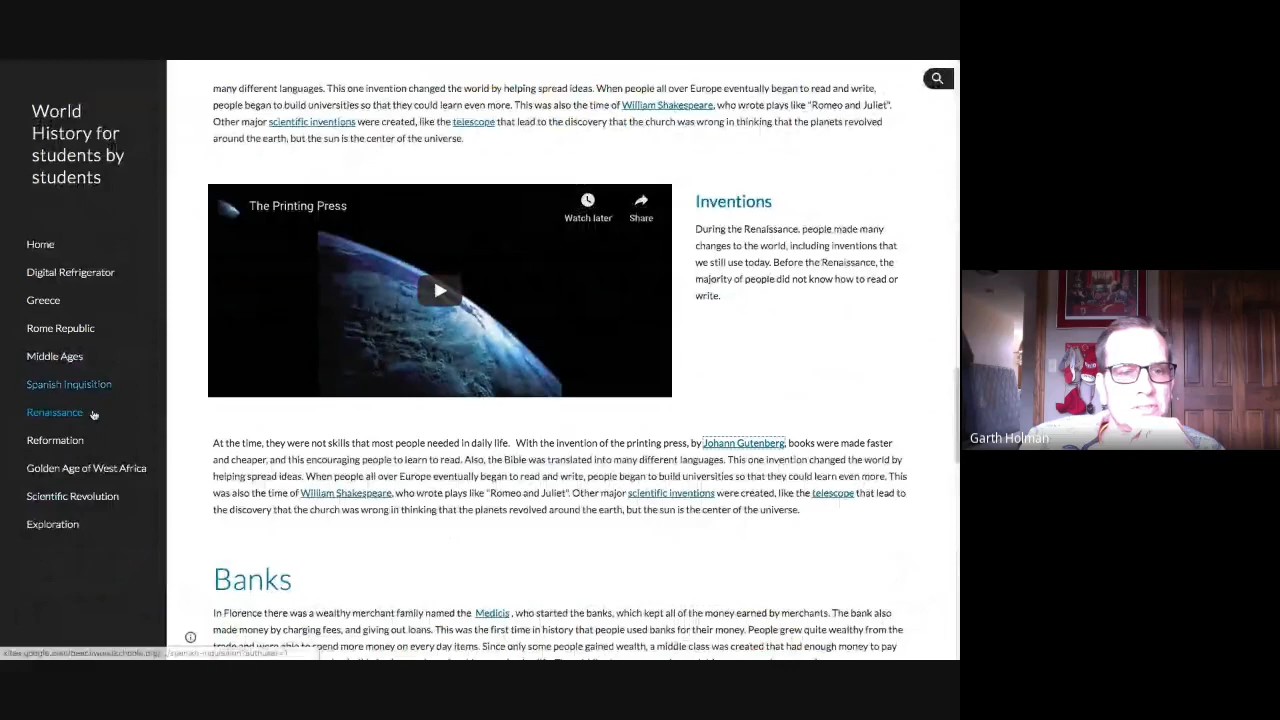 World
History for
students by
students
Home
Digital Refrigerator
Greece
Rome Republic
Middle Ages
Spanish Inquisition
Renaissance
Reformation
Golden Age of West Africa
Scientific Revolution
Exploration
many different languages. This one invention changed the world by helping spread ideas. When people all over Europe eventually began to read and write,
people began to build universities so that they could learn even more. This was also the time of William Shakespeare, who wrote plays like "Romeo and Juliet".
Other major scientific inventions were created, like the telescope that lead to the discovery that the church was wrong in thinking that the planets revolved
around the earth, but the sun is the center of the universe.
The Printing Press
Watch later
Share
Inventions
During the Renaissance, people made many
changes to the world, including inventions that
we still use today. Before the Renaissance, the
majority of people did not know how to read or
write.
At the time, they were not skills that most people needed in daily life. With the invention of the printing press, by Johann Gutenberg, books were made faster
and cheaper, and this encouraging people to learn to read. Also, the Bible was translated into many different languages. This one invention changed the world by
helping spread ideas. When people all over Europe eventually began to read and write, people began to build universities so that they could learn even more. This
was also the time of William Shakespeare, who wrote plays like "Romeo and Juliet". Other major scientific inventions were created, like the telescope that lead to
the discovery that the church was wrong in thinking that the planets revolved around the earth, but the sun is the center of the universe.
Banks
In Florence there was a wealthy merchant family named the Medicis , who started the banks, which kept all of the money earned by merchants. The bank also
made money by charging fees, and giving out loans. This was the first time in history that people used banks for their money. People grew quite wealthy from the
trade and were able to spend more money on every day items. Since only some people gained wealth, a middle class was created that had enough money to pay
Garth Holman